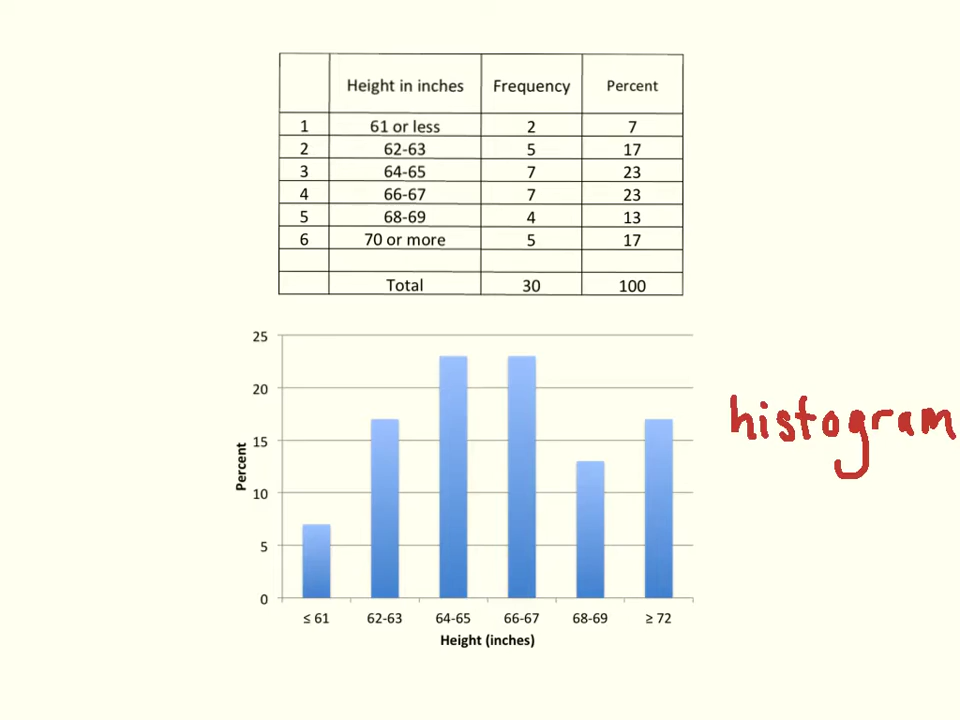 Height in inches Frequency Percent
1 61 or less 2 7
2 62-63 5 17
3 64-65 7 23
4 66-67 7 23
5 68-69 4 13
6 70 or more 5 17
Total 30 100
25
20
15
10
5
0
Percent
≤ 61 62-63 64-65 66-67 68-69 ≥ 72
Height (inches)
histogram